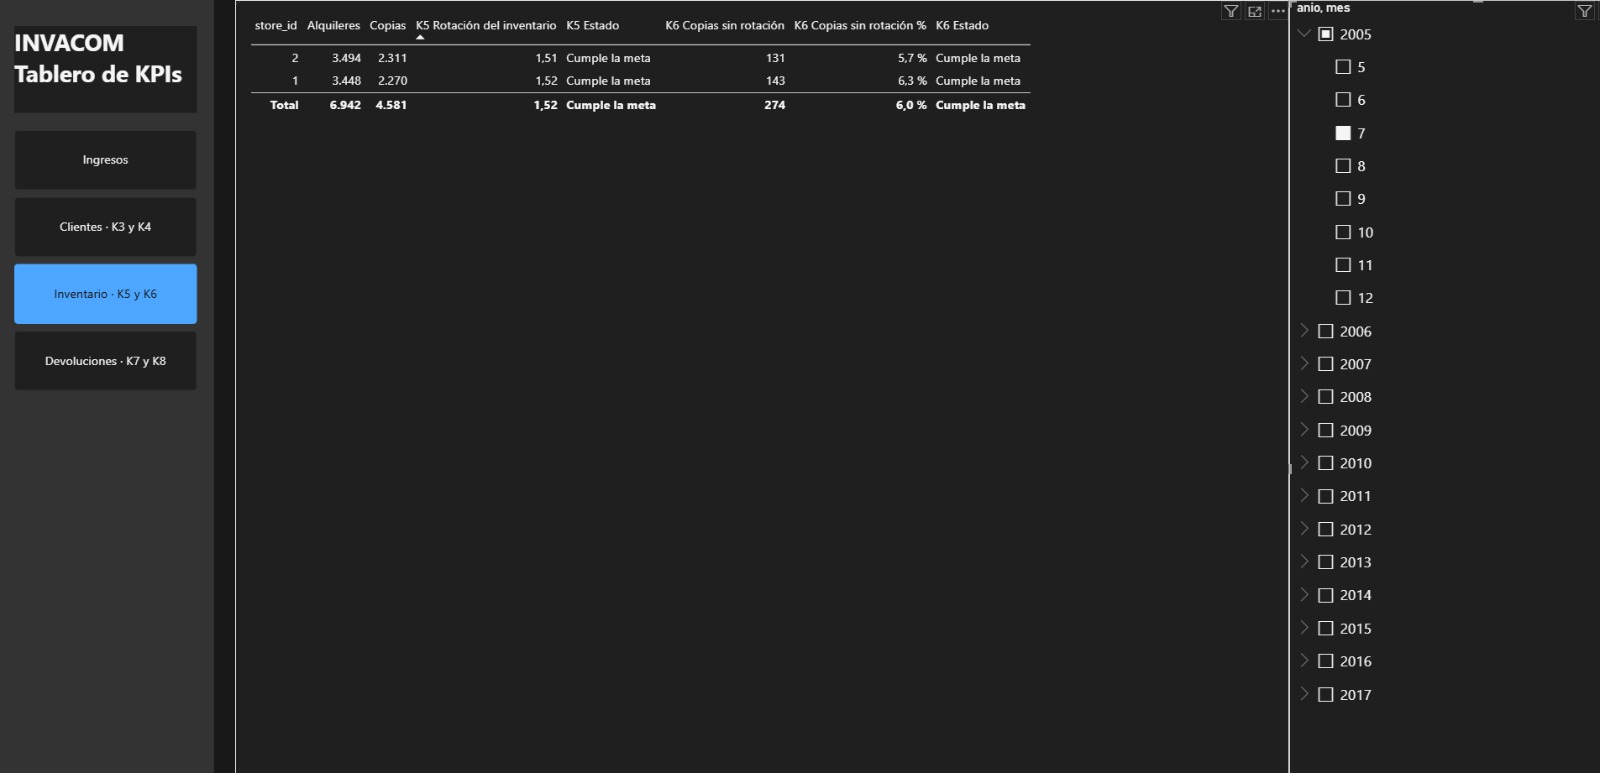 INVACOM
Tablero de KPIs
Ingresos
Clientes · K3 y K4
Inventario · K5 y K6
Devoluciones · K7 y K8
store_id Alquileres Copias K5 Rotación del inventario K5 Estado K6 Copias sin rotación K6 Copias sin rotación % K6 Estado
2 3.494 2.311 1,51 Cumple la meta 131 5,7 % Cumple la meta
1 3.448 2.270 1,52 Cumple la meta 143 6,3 % Cumple la meta
Total 6.942 4.581 1,52 Cumple la meta 274 6,0 % Cumple la meta
anio, mes
2005
5
6
7
8
9
10
11
12
2006
2007
2008
2009
2010
2011
2012
2013
2014
2015
2016
2017